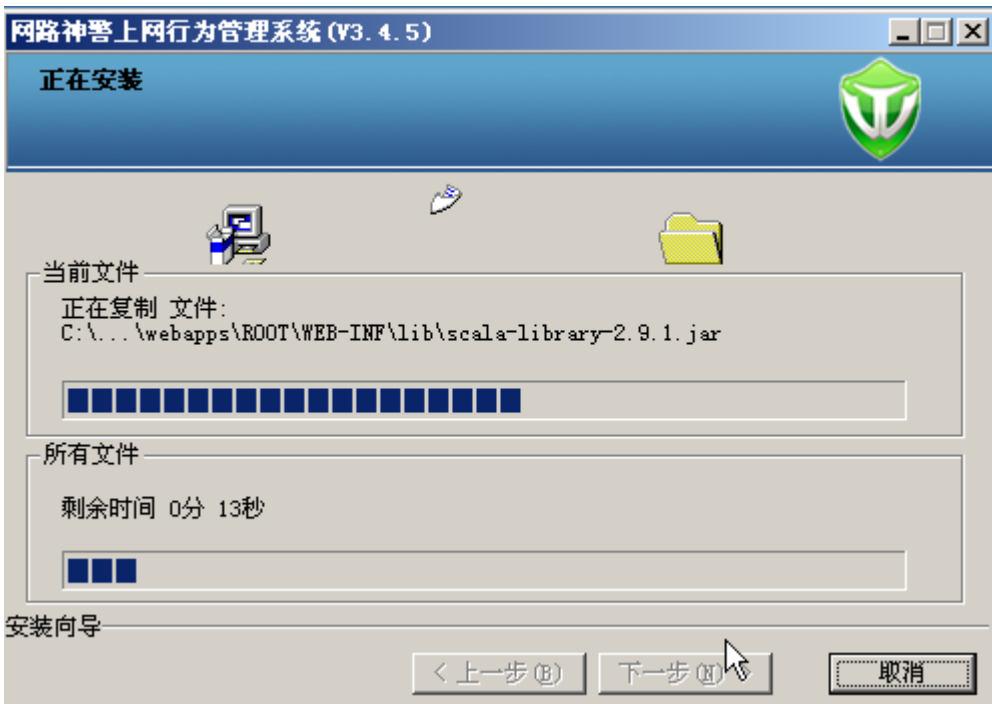 网路神警上网行为管理系统(V3.4.5)
正在安装
当前文件
正在复制 文件:
C:\...\webapps\ROOT\WEB-INF\lib\scala-library-2.9.1.jar
所有文件
剩余时间 0分 13秒
安装向导
< 上一步(B)
下一步(N) >
取消